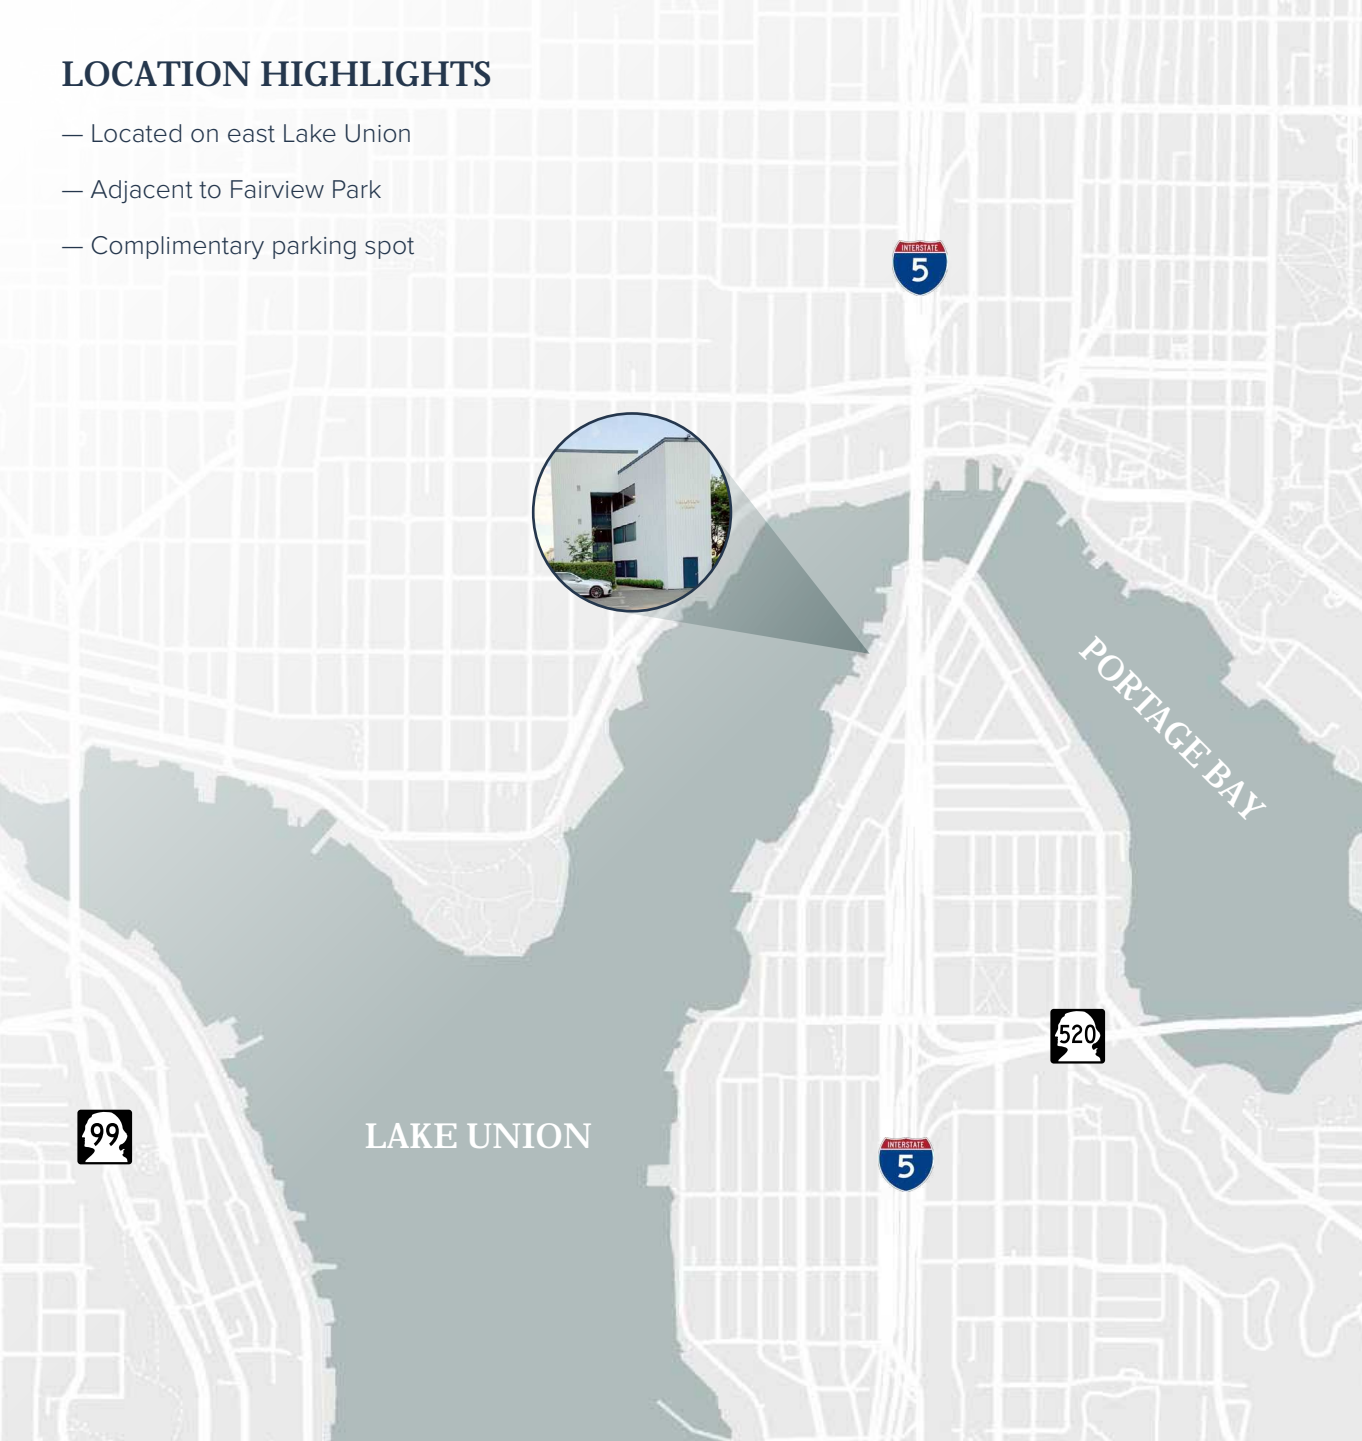 LOCATION HIGHLIGHTS
— Located on east Lake Union
— Adjacent to Fairview Park
— Complimentary parking spot
INTERSTATE
5
PORTAGE BAY
520
99
LAKE UNION
INTERSTATE
5